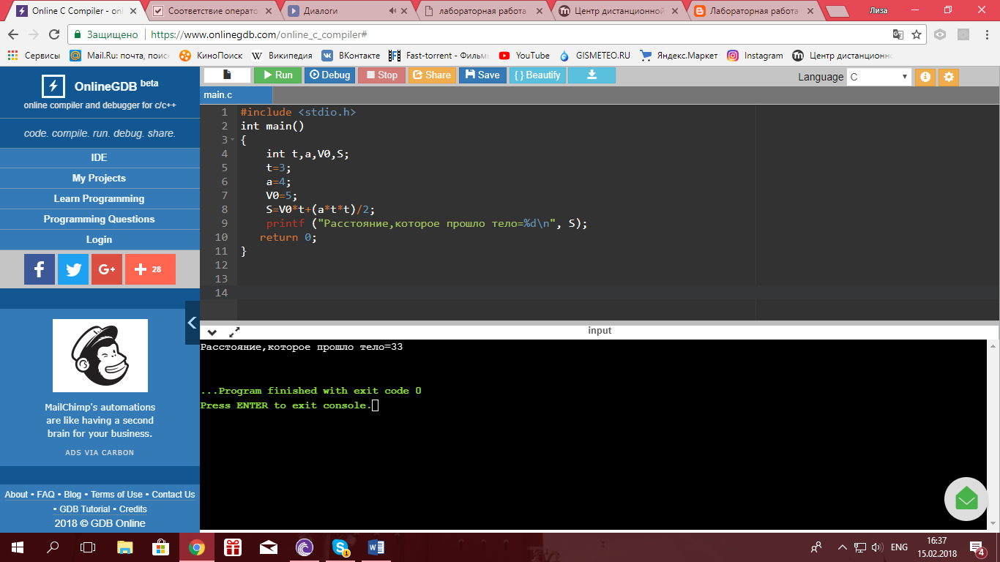 Online C Compiler - onl
Соответствие операто
Диалоги
лабораторная работа
Центр дистанционной
Лабораторная работа
Лиза
Защищено
https://www.onlinegdb.com/online_c_compiler#
Сервисы
Mail.Ru: почта, поиск
КиноПоиск
Википедия
ВКонтакте
Fast-torrent - Фильмы
YouTube
GISMETEO.RU
Яндекс.Маркет
Instagram
Центр дистанционно
OnlineGDB beta
online compiler and debugger for c/c++
code. compile. run. debug. share.
IDE
My Projects
Learn Programming
Programming Questions
Login
28
MailChimp's automations
are like having a second
brain for your business.
ADS VIA CARBON
About • FAQ • Blog • Terms of Use • Contact Us
• GDB Tutorial • Credits
2018 © GDB Online
Run
Debug
Stop
Share
Save
{ } Beautify
Language
C
main.c
1 #include <stdio.h>
2 int main()
3 {
4 int t,a,V0,S;
5 t=3;
6 a=4;
7 V0=5;
8 S=V0*t+(a*t*t)/2;
9 printf ("Расстояние,которое прошло тело=%d\n", S);
10 return 0;
11 }
12
13
14
input
Расстояние,которое прошло тело=33
...Program finished with exit code 0
Press ENTER to exit console.
1
ENG
16:37
15.02.2018
4